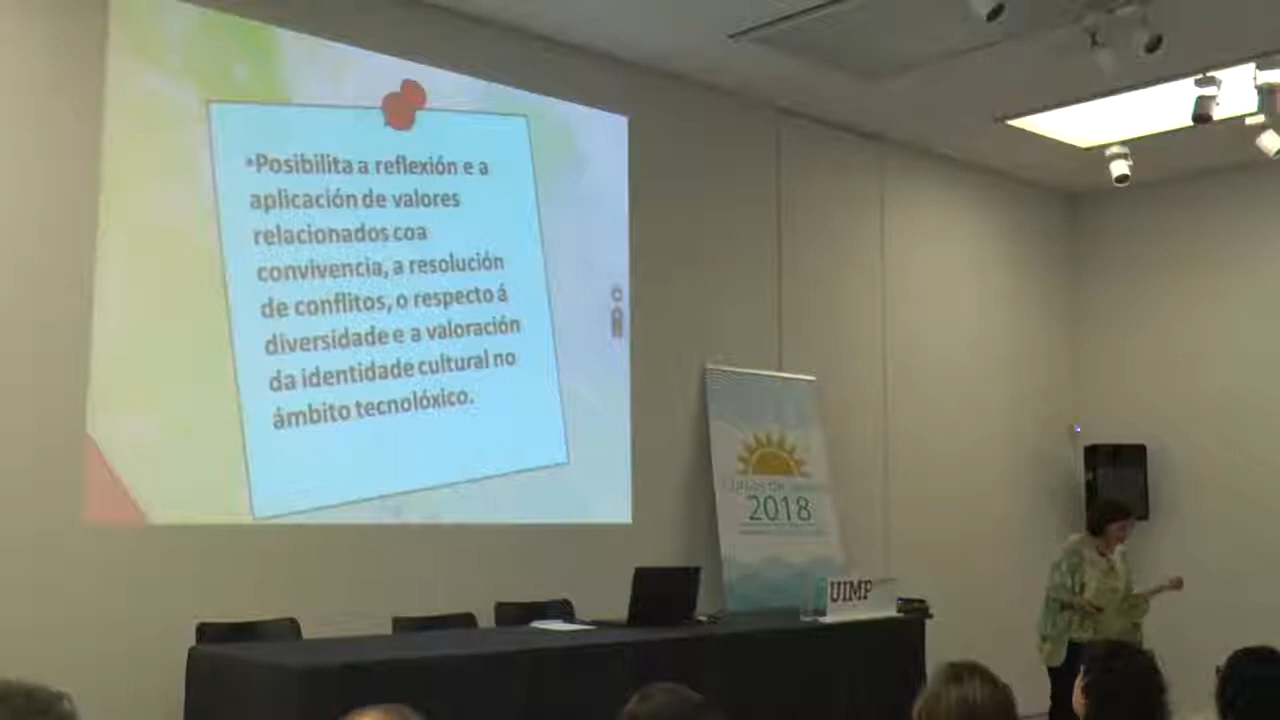 •Posibilita a reflexión e a
aplicación de valores
relacionados coa
convivencia, a resolución
de conflitos, o respecto á
diversidade e a valoración
da identidade cultural no
ámbito tecnolóxico.
2018
UIMP